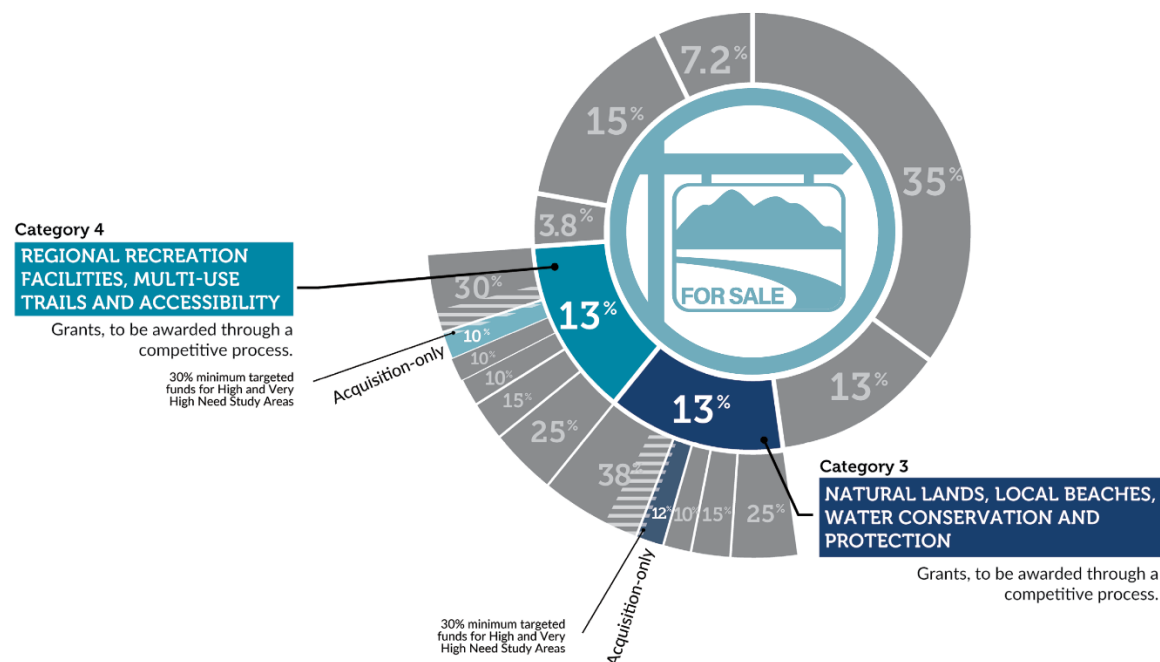 7.2%
15%
35%
3.8%
FOR SALE
Category 4
REGIONAL RECREATION
FACILITIES, MULTI-USE
TRAILS AND ACCESSIBILITY
Grants, to be awarded through a
competitive process.
30% minimum targeted
funds for High and Very
High Need Study Areas
Acquisition-only
30%
10%
10%
10%
15%
25%
13%
13%
13%
38%
12%
10%
15%
25%
Acquisition-only
30% minimum targeted
funds for High and Very
High Need Study Areas
Category 3
NATURAL LANDS, LOCAL BEACHES,
WATER CONSERVATION AND
PROTECTION
Grants, to be awarded through a
competitive process.